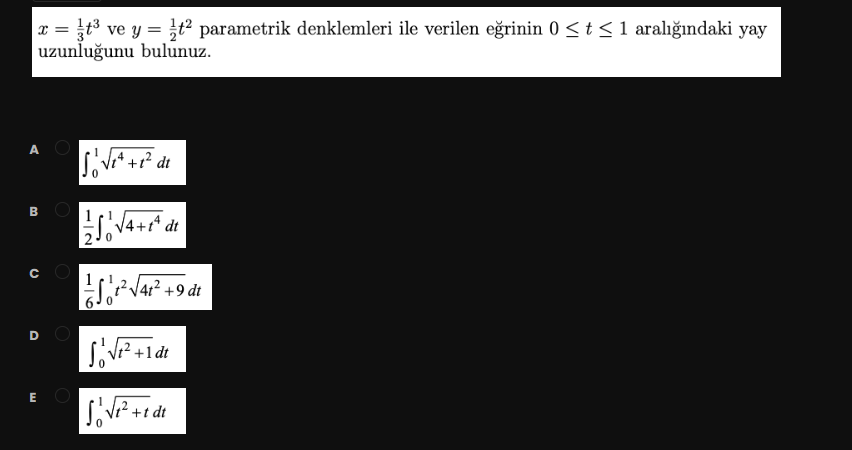 x = \frac{1}{3}t^3 ve y = \frac{1}{2}t^2 parametrik denklemleri ile verilen eğrinin 0 ≤ t ≤ 1 aralığındaki yay
uzunluğunu bulunuz.
A \int_0^1 \sqrt{t^4+t^2} dt
B \frac{1}{2}\int_0^1 \sqrt{4+t^4} dt
C \frac{1}{6}\int_0^1 t^2\sqrt{4t^2+9} dt
D \int_0^1 \sqrt{t^2+1} dt
E \int_0^1 \sqrt{t^2+t} dt